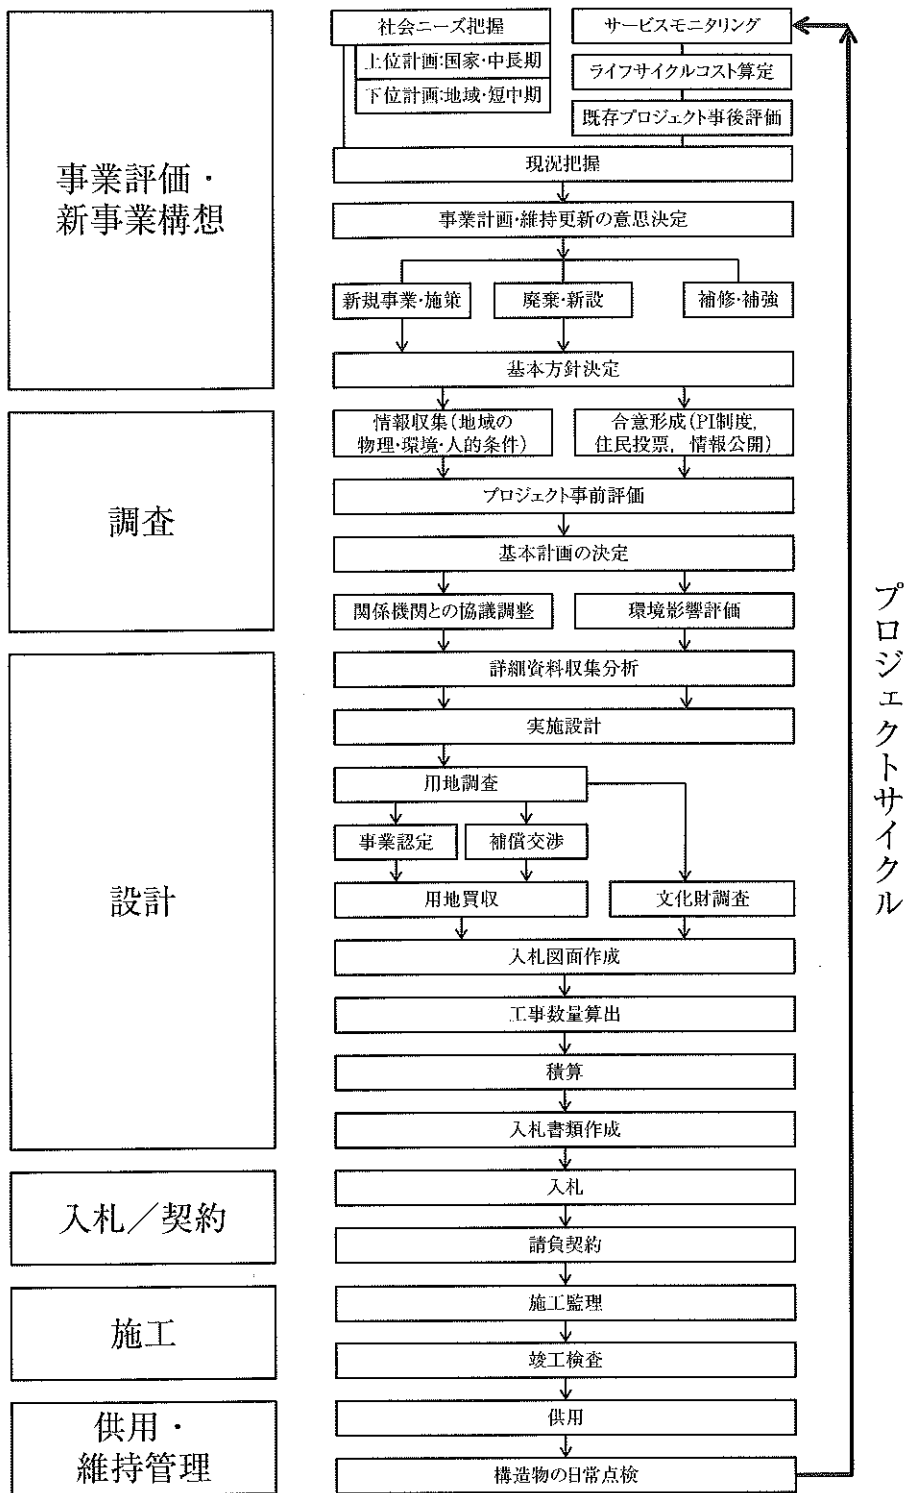 事業評価・
新事業構想
社会ニーズ把握
上位計画:国家・中長期
下位計画:地域・短中期
サービスモニタリング
ライフサイクルコスト算定
既存プロジェクト事後評価
現況把握
事業計画・維持更新の意思決定
新規事業・施策
廃棄・新設
補修・補強
基本方針決定
調査
情報収集(地域の
物理・環境・人的条件)
合意形成(PI制度,
住民投票, 情報公開)
プロジェクト事前評価
基本計画の決定
関係機関との協議調整
環境影響評価
設計
詳細資料収集分析
実施設計
用地調査
事業認定
補償交渉
用地買収
文化財調査
入札図面作成
工事数量算出
積算
入札書類作成
入札／契約
入札
請負契約
施工
施工監理
竣工検査
供用・
維持管理
供用
構造物の日常点検
プロジェクトサイクル